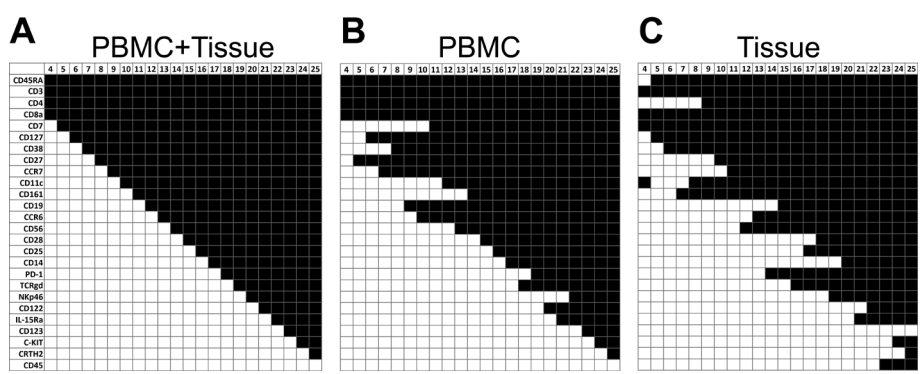 A PBMC+Tissue B PBMC C Tissue
4 5 6 7 8 9 10 11 12 13 14 15 16 17 18 19 20 21 22 23 24 25 4 5 6 7 8 9 10 11 12 13 14 15 16 17 18 19 20 21 22 23 24 25 4 5 6 7 8 9 10 11 12 13 14 15 16 17 18 19 20 21 22 23 24 25
CD45RA
CD3
CD4
CD8a
CD7
CD127
CD38
CD27
CCR7
CD11c
CD161
CD19
CCR6
CD56
CD28
CD25
CD14
PD-1
TCRgd
NKp46
CD122
IL-15Ra
CD123
C-KIT
CRTH2
CD45